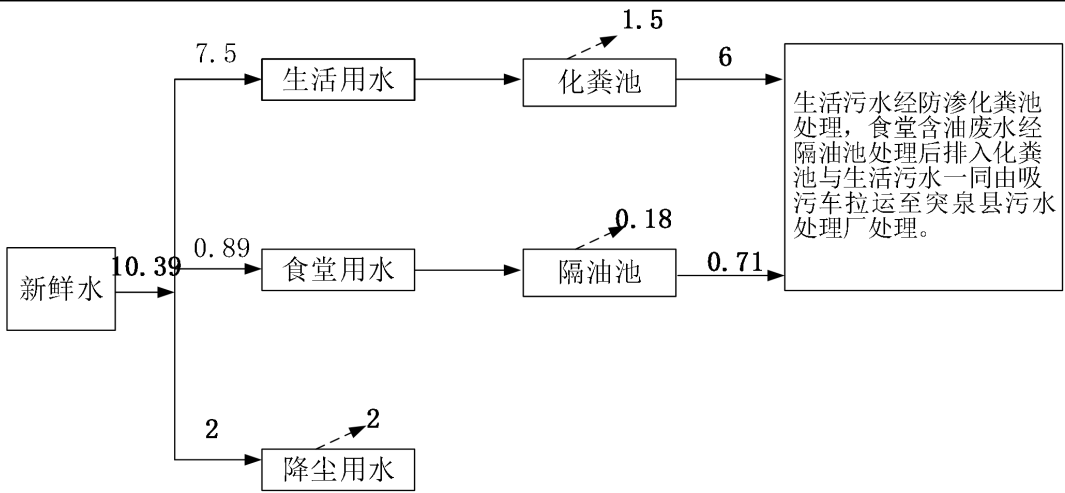 1.5
7.5
生活用水
化粪池
6
生活污水经防渗化粪池
处理，食堂含油废水经
隔油池处理后排入化粪
池与生活污水一同由吸
污车拉运至突泉县污水
处理厂处理。
新鲜水
10.39
0.89
食堂用水
0.18
隔油池
0.71
2
2
降尘用水